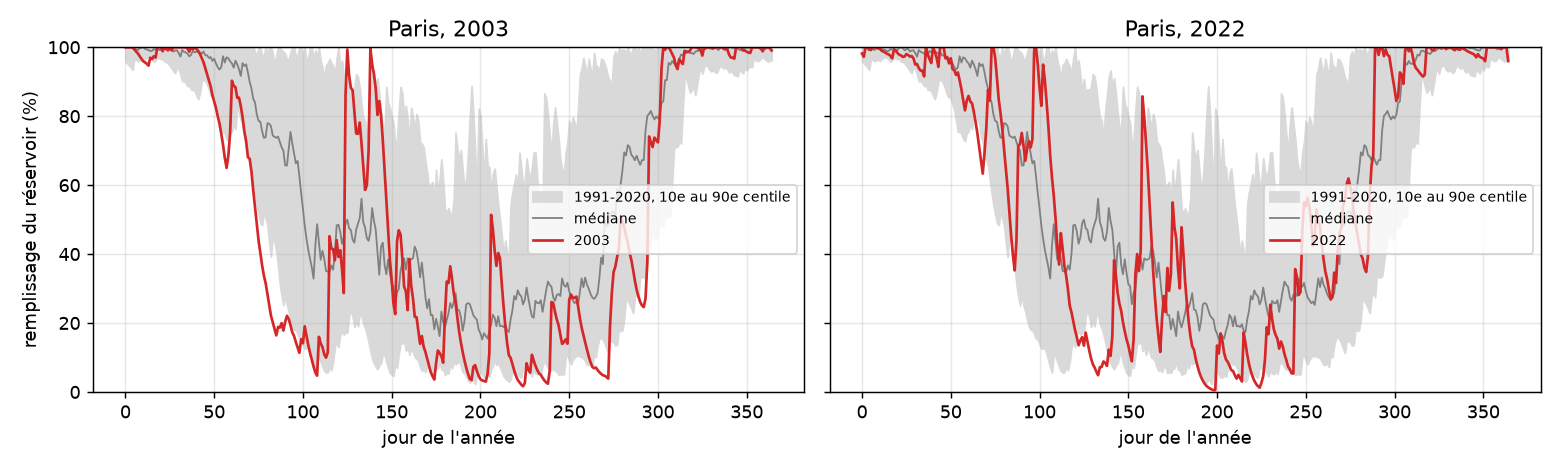 Paris, 2003
Paris, 2022
remplissage du réservoir (%)
100
80
60
40
20
0
1991-2020, 10e au 90e centile
médiane
2003
0 50 100 150 200 250 300 350
jour de l'année
1991-2020, 10e au 90e centile
médiane
2022
0 50 100 150 200 250 300 350
jour de l'année